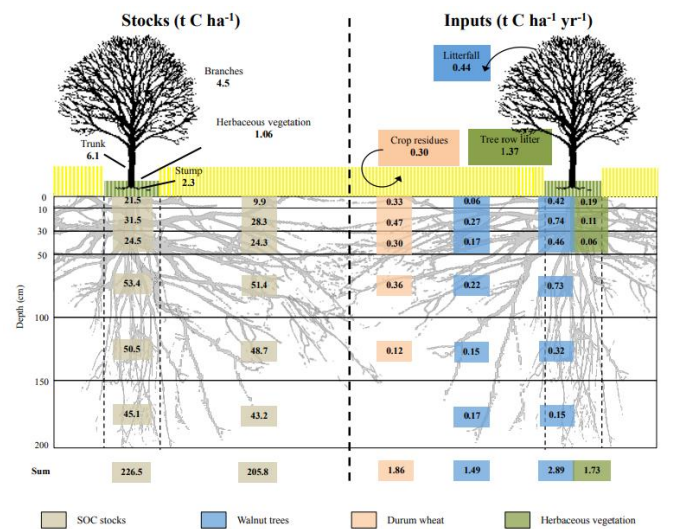 Stocks (t C ha⁻¹) Inputs (t C ha⁻¹ yr⁻¹)
Litterfall
0.44
Branches
4.5
Herbaceous vegetation
1.06
Trunk
6.1
Stump
2.3
Crop residues
0.30
Tree row litter
1.37
0 21.5 9.9 0.33 0.06 0.42 0.19
10 31.5 28.3 0.47 0.27 0.74 0.11
30 24.5 24.3 0.30 0.17 0.46 0.06
50
53.4 51.4 0.36 0.22 0.73
Depth (cm)
100
50.5 48.7 0.12 0.15 0.32
150
45.1 43.2 0.17 0.15
200
Sum 226.5 205.8 1.86 1.49 2.89 1.73
SOC stocks Walnut trees Durum wheat Herbaceous vegetation